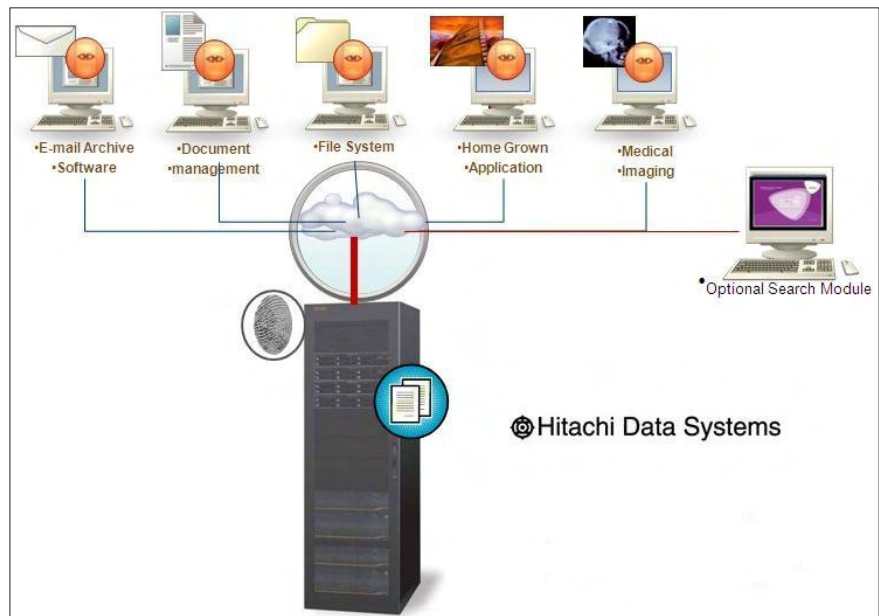 •E-mail Archive
•Software
•Document
•management
•File System
•Home Grown
•Application
•Medical
•Imaging
•Optional Search Module
Hitachi Data Systems